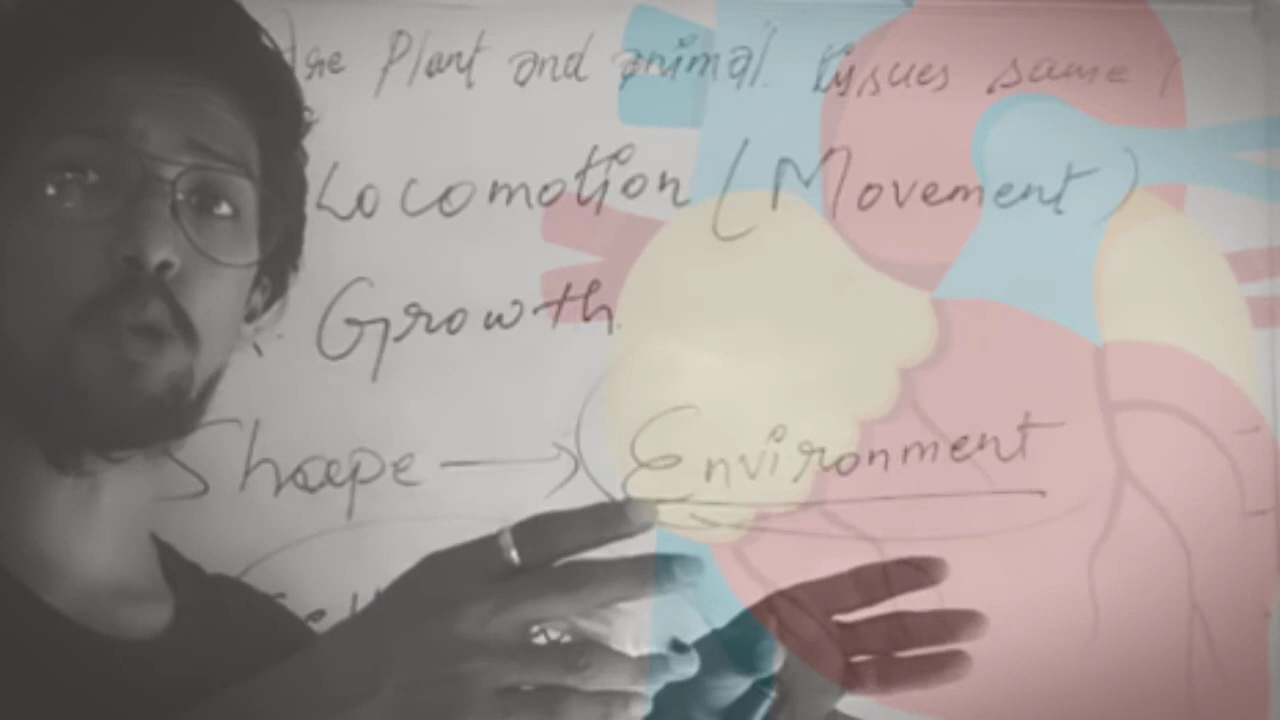 Are Plant and animal tissues same
Locomotion (Movement)
Growth
Shape → Environment